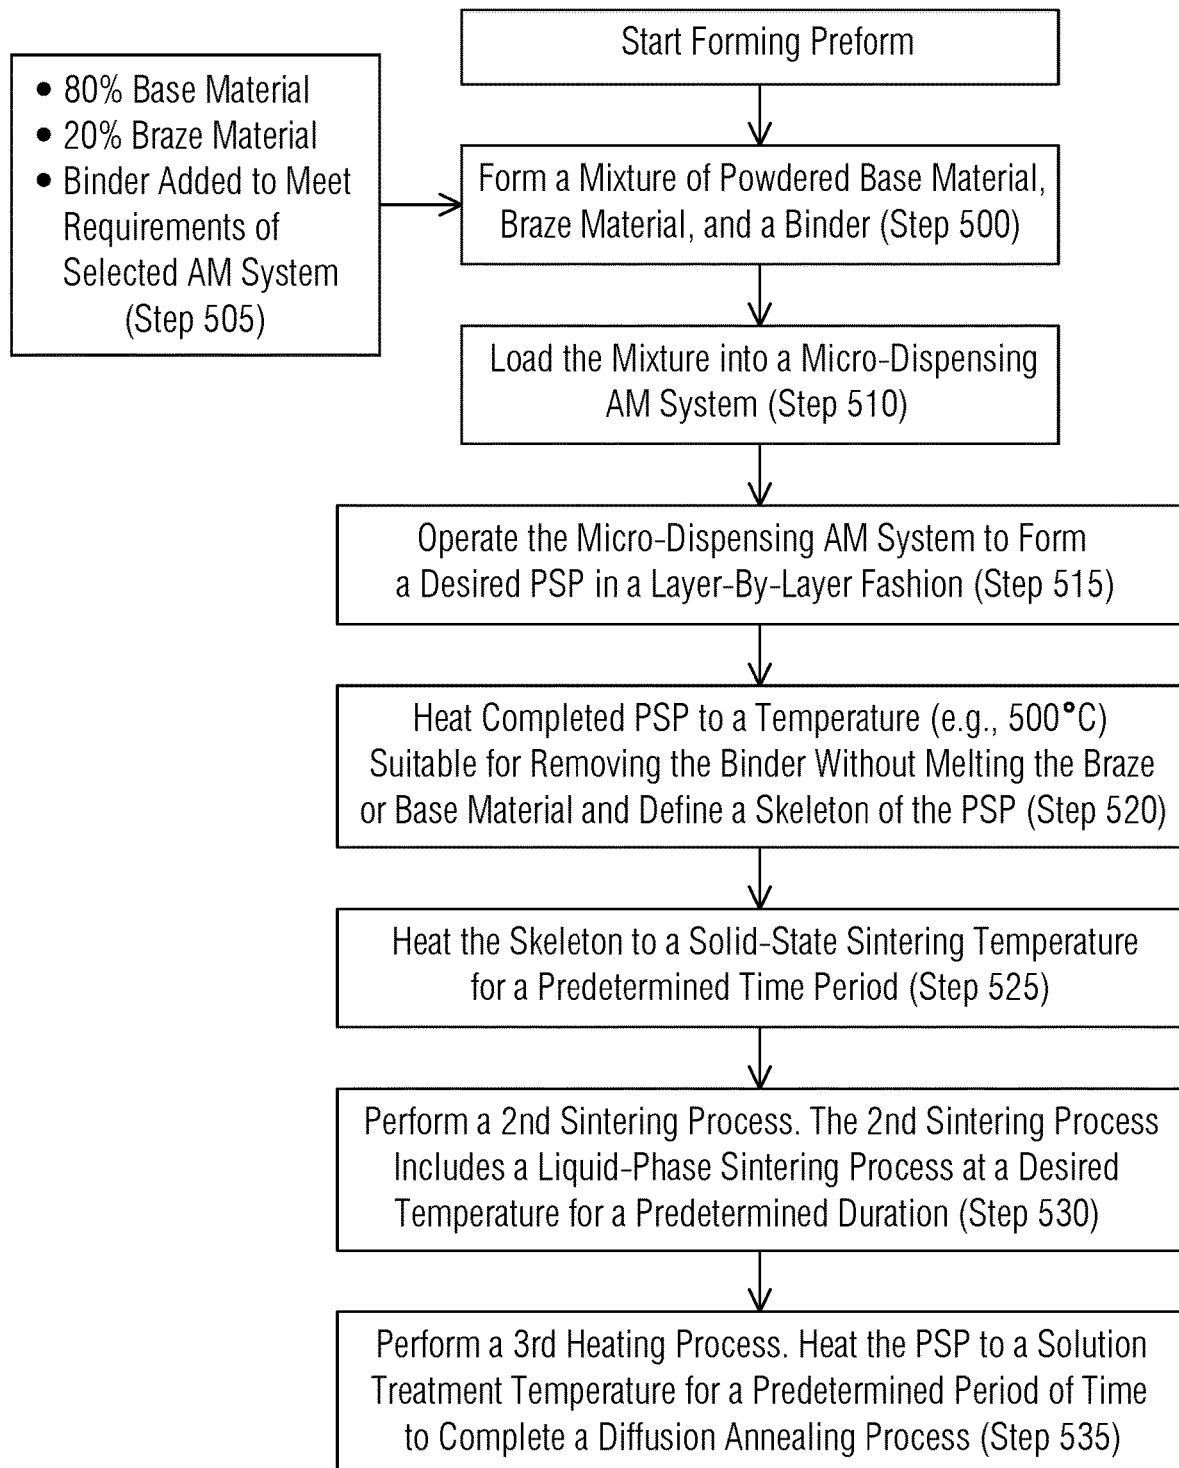 Start Forming Preform
• 80% Base Material
• 20% Braze Material
• Binder Added to Meet
Requirements of
Selected AM System
(Step 505)
Form a Mixture of Powdered Base Material,
Braze Material, and a Binder (Step 500)
Load the Mixture into a Micro-Dispensing
AM System (Step 510)
Operate the Micro-Dispensing AM System to Form
a Desired PSP in a Layer-By-Layer Fashion (Step 515)
Heat Completed PSP to a Temperature (e.g., 500°C)
Suitable for Removing the Binder Without Melting the Braze
or Base Material and Define a Skeleton of the PSP (Step 520)
Heat the Skeleton to a Solid-State Sintering Temperature
for a Predetermined Time Period (Step 525)
Perform a 2nd Sintering Process. The 2nd Sintering Process
Includes a Liquid-Phase Sintering Process at a Desired
Temperature for a Predetermined Duration (Step 530)
Perform a 3rd Heating Process. Heat the PSP to a Solution
Treatment Temperature for a Predetermined Period of Time
to Complete a Diffusion Annealing Process (Step 535)